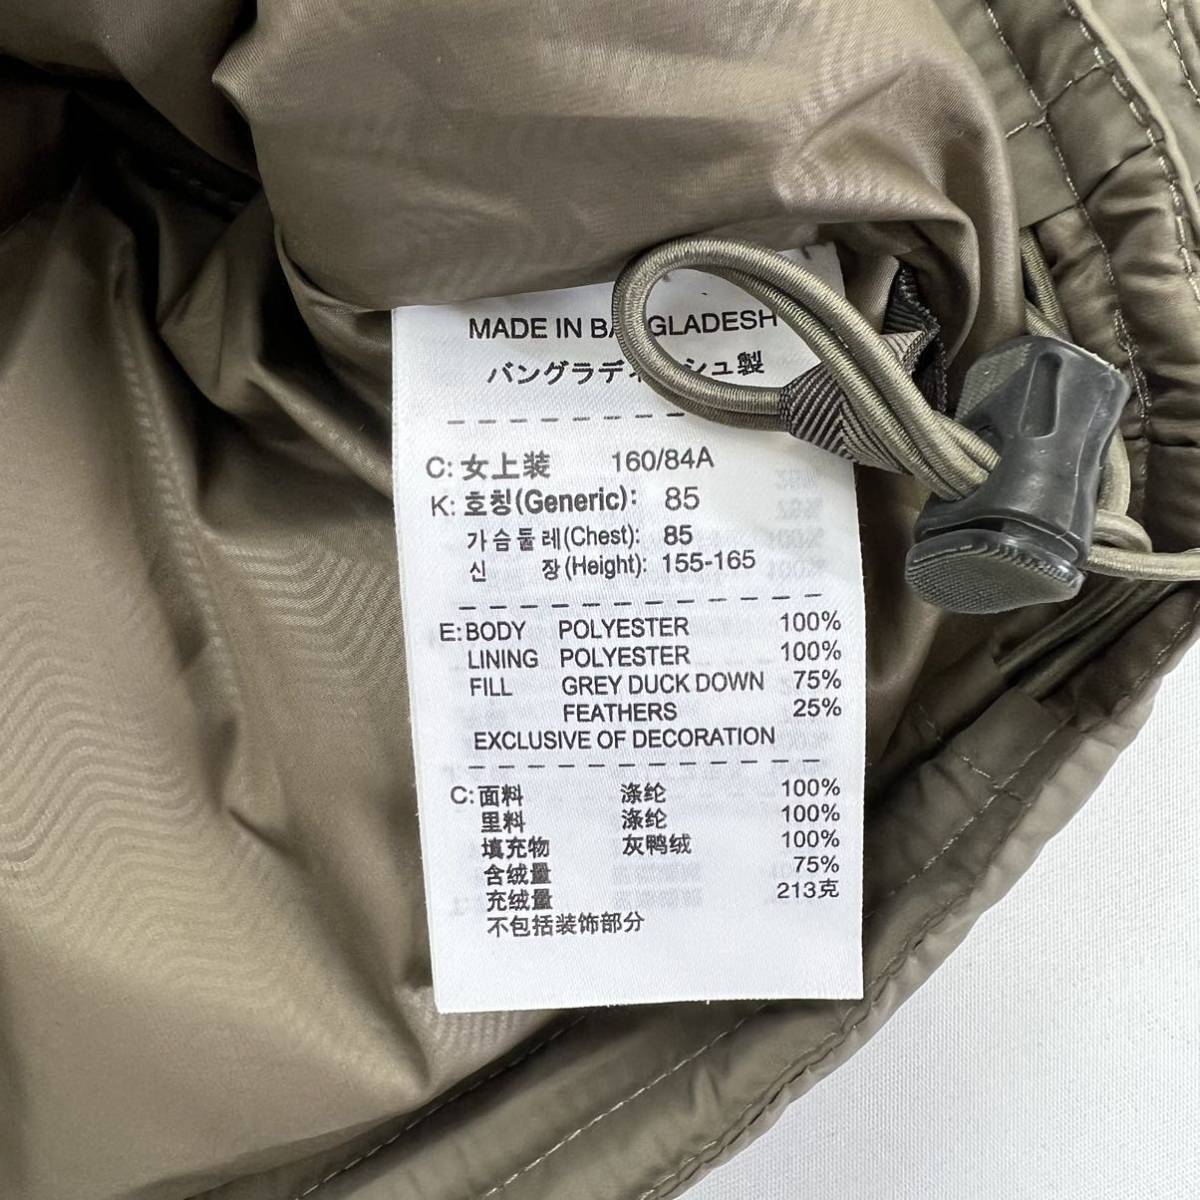 MADE IN BANGLADESH
バングラディシュ製
C: 女上装 160/84A
K: 호칭(Generic): 85
가슴둘레(Chest): 85
신 장(Height): 155-165
E: BODY POLYESTER 100%
LINING POLYESTER 100%
FILL GREY DUCK DOWN 75%
FEATHERS 25%
EXCLUSIVE OF DECORATION
C: 面料 涤纶 100%
里料 涤纶 100%
填充物 灰鸭绒 100%
含绒量 75%
充绒量 213克
不包括装饰部分